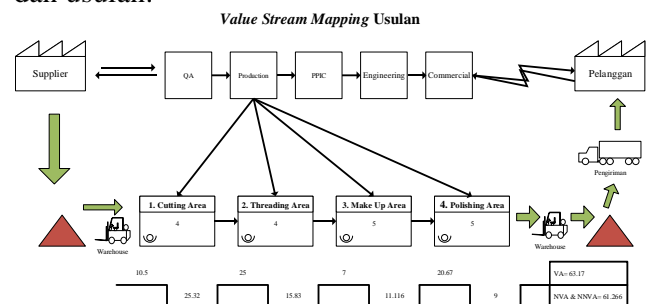 dan usulan.
Value Stream Mapping Usulan
Supplier
QA
Production
PPIC
Engineering
Commercial
Pelanggan
Pengiriman
1. Cutting Area
4
2. Threading Area
4
3. Make Up Area
5
4. Polishing Area
5
Warehouse
Warehouse
10.5
25
7
20.67
VA= 63.17
25.32
15.83
11.116
9
NVA & NNVA= 61.266